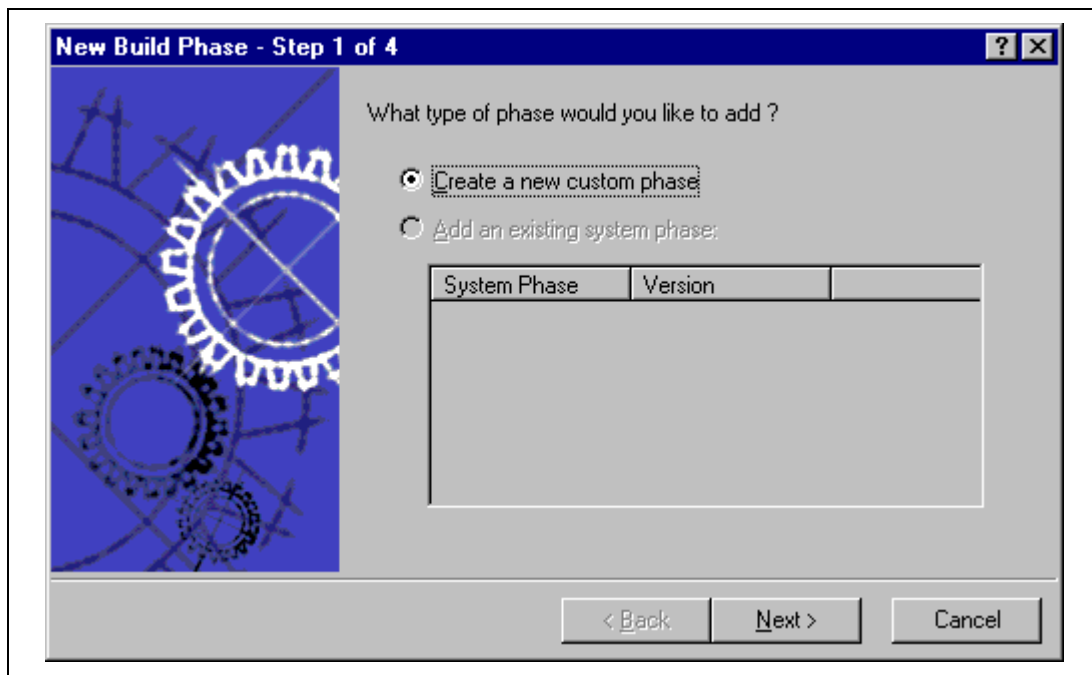 New Build Phase - Step 1 of 4
What type of phase would you like to add ?
Create a new custom phase
Add an existing system phase:
System Phase Version
< Back Next > Cancel